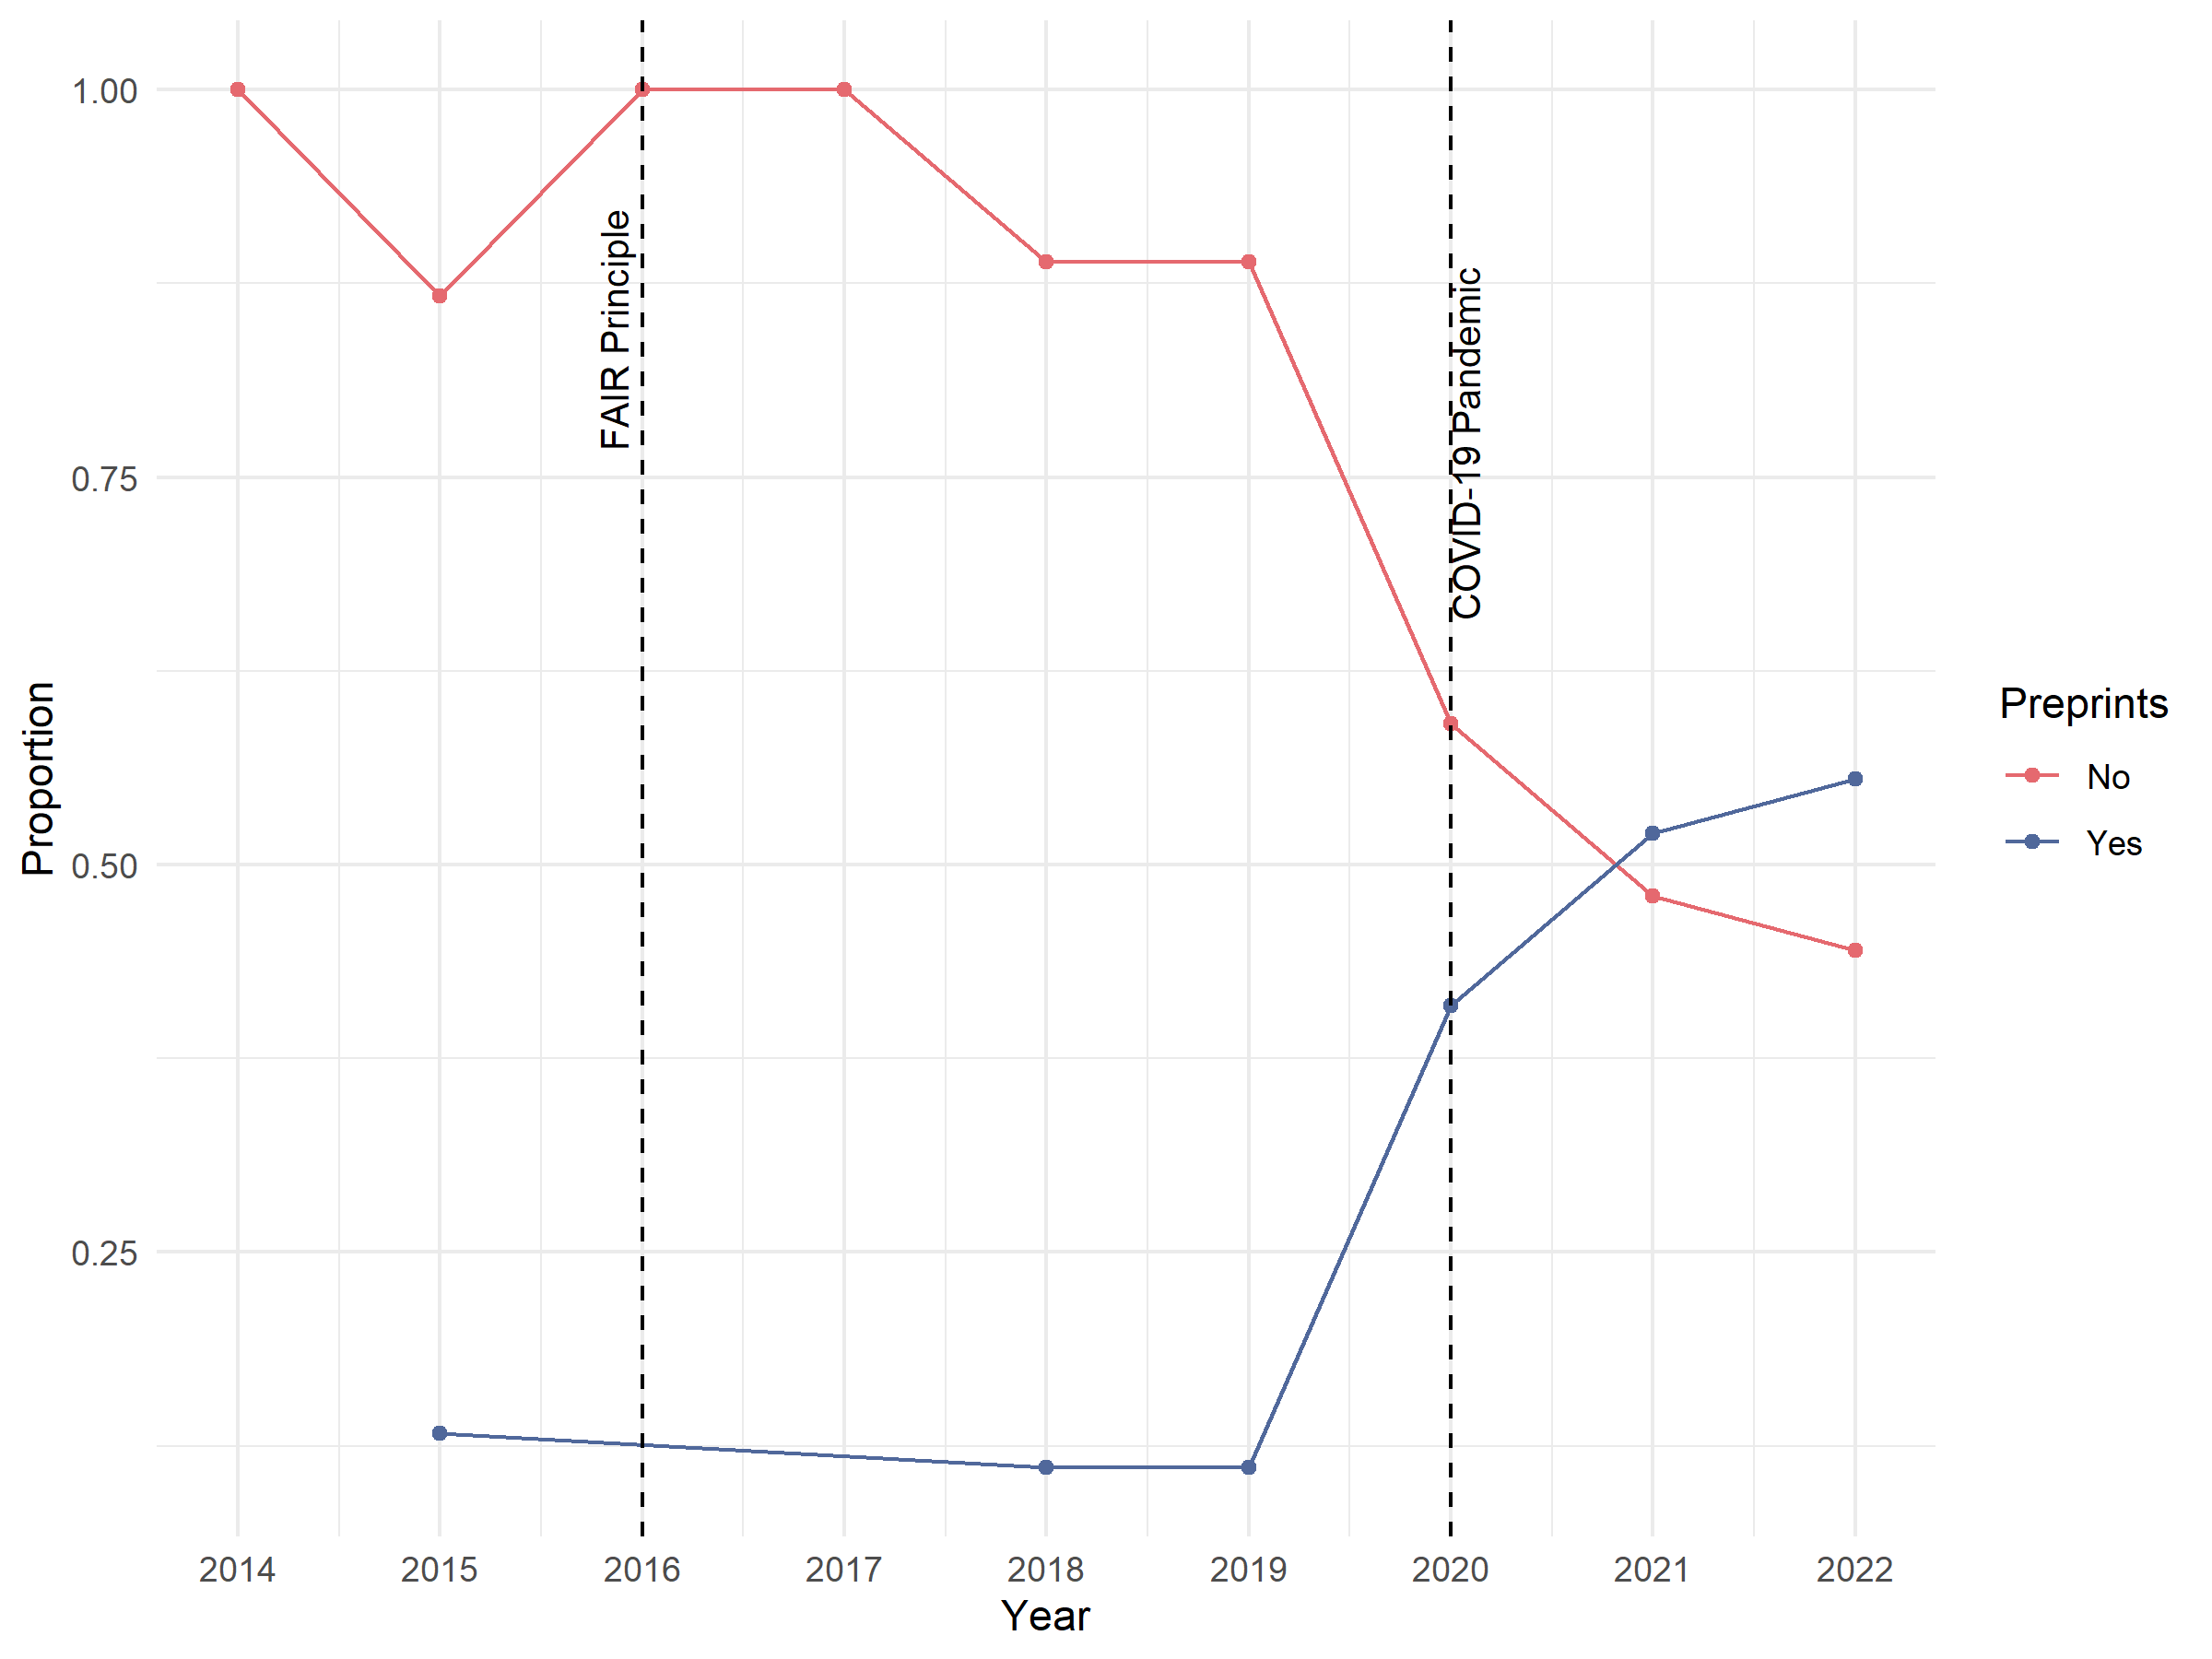 1.00
0.75
0.50
0.25
Proportion
FAIR Principle
COVID-19 Pandemic
2014 2015 2016 2017 2018 2019 2020 2021 2022
Year
Preprints
No
Yes